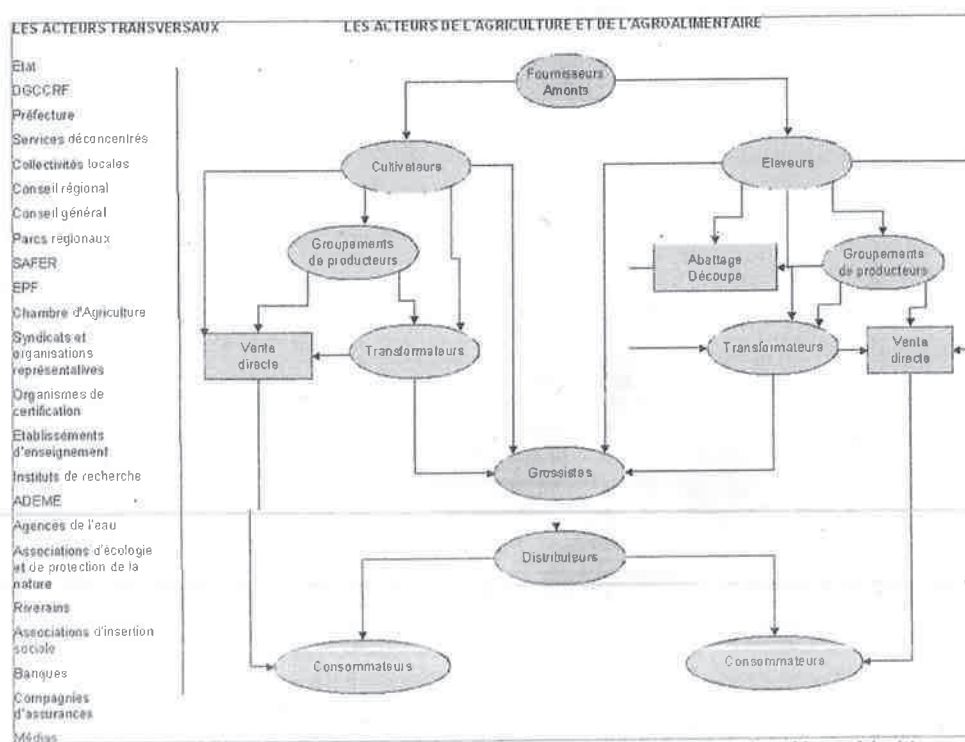 LES ACTEURS TRANSVERSAUX
LES ACTEURS DE L'AGRICULTURE ET DE L'AGROALIMENTAIRE
Etat
DGCCRF
Préfecture
Services déconcentrés
Collectivités locales
Conseil régional
Conseil général
Parcs régionaux
SAFER
EPF
Chambre d'Agriculture
Syndicats et
organisations
représentatives
Organismes de
certification
Etablissements
d'enseignement
Instituts de recherche
ADEME
Agences de l'eau
Associations d'écologie
et de protection de la
nature
Riverains
Associations d'insertion
sociale
Banques
Compagnies
d'assurances
Médias
Fournisseurs
Amonts
Cultivateurs
Eleveurs
Groupements
de producteurs
Abattage
Découpe
Groupements
de producteurs
Vente
directe
Transformateurs
Transformateurs
Vente
directe
Grossistes
Distributeurs
Consommateurs
Consommateurs